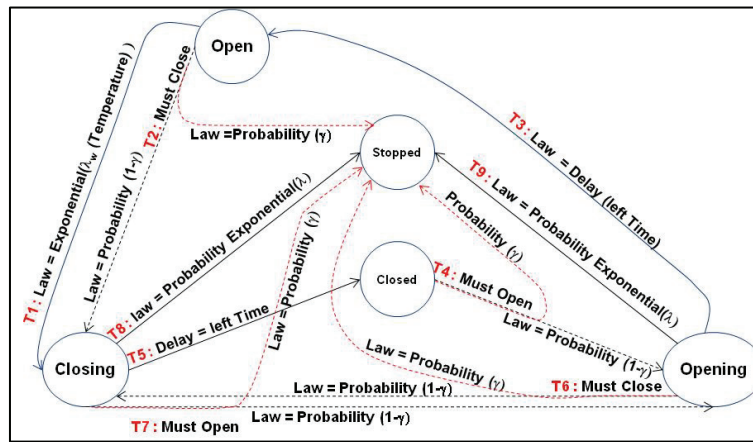 Open
T1: Law = Exponential(λw (Temperature) )
T2: Must Close
Law = Probability (1-γ)
Law =Probability (γ)
Stopped
T3: Law = Delay (left Time)
T9: Law = Probability Exponential(λ)
Probability (γ)
T8: law = Probability Exponential(λ)
Law = Probability (γ)
Closed
T4: Must Open
Law = Probability (1-γ)
T5: Delay = left Time
Closing
Opening
Law = Probability (γ)
T6: Must Close
Law = Probability (1-γ)
Law = Probability (1-γ)
T7: Must Open